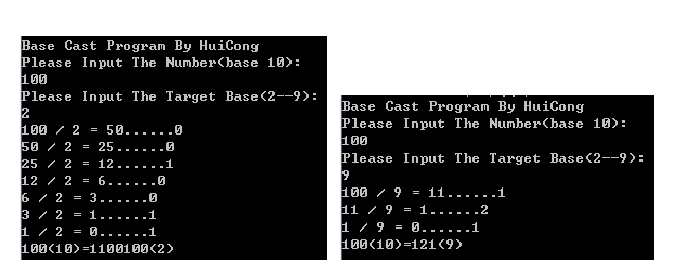 Base Cast Program By HuiCong
Please Input The Number(base 10):
100
Please Input The Target Base(2--9):
2
100 / 2 = 50......0
50 / 2 = 25......0
25 / 2 = 12......1
12 / 2 = 6......0
6 / 2 = 3......0
3 / 2 = 1......1
1 / 2 = 0......1
100(10)=1100100(2)
Base Cast Program By HuiCong
Please Input The Number(base 10):
100
Please Input The Target Base(2--9):
9
100 / 9 = 11......1
11 / 9 = 1......2
1 / 9 = 0......1
100(10)=121(9)